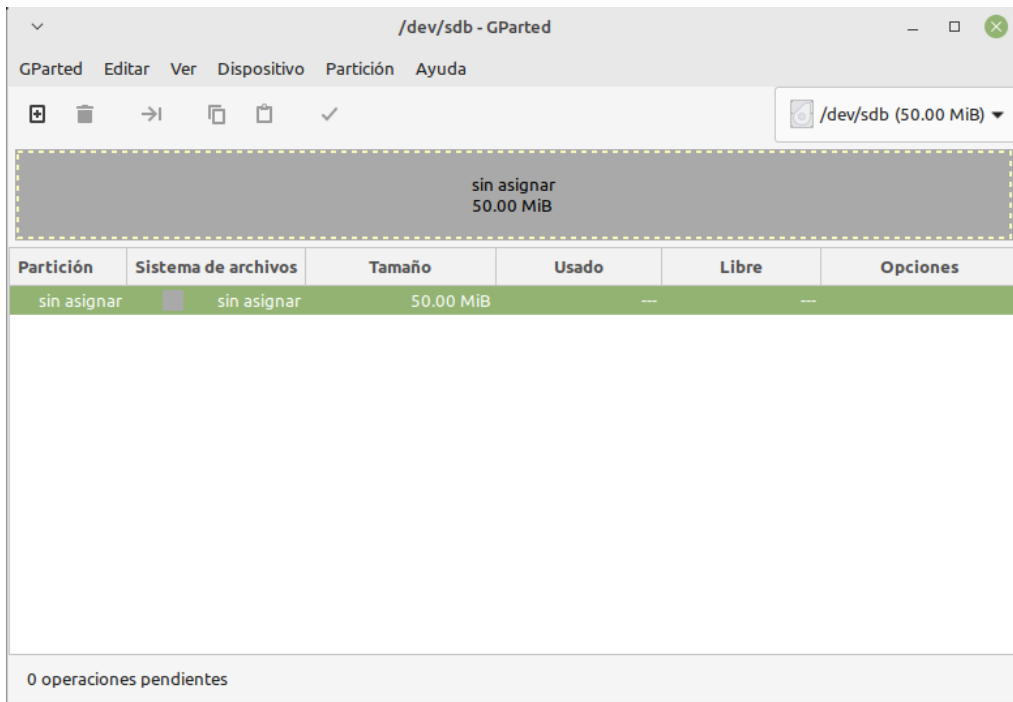 /dev/sdb - GParted
GParted Editar Ver Dispositivo Partición Ayuda
/dev/sdb (50.00 MiB)
sin asignar
50.00 MiB
Partición Sistema de archivos Tamaño Usado Libre Opciones
sin asignar sin asignar 50.00 MiB --- ---
0 operaciones pendientes